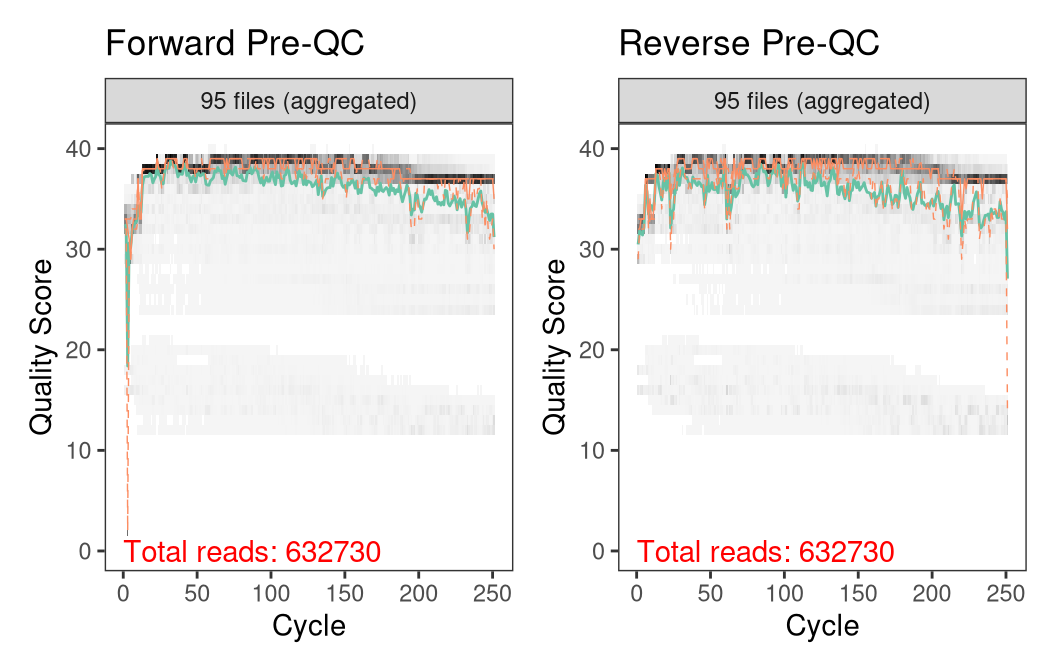 Forward Pre-QC
95 files (aggregated)
Quality Score
40
30
20
10
0
Total reads: 632730
0 50 100 150 200 250
Cycle
Reverse Pre-QC
95 files (aggregated)
Quality Score
40
30
20
10
0
Total reads: 632730
0 50 100 150 200 250
Cycle